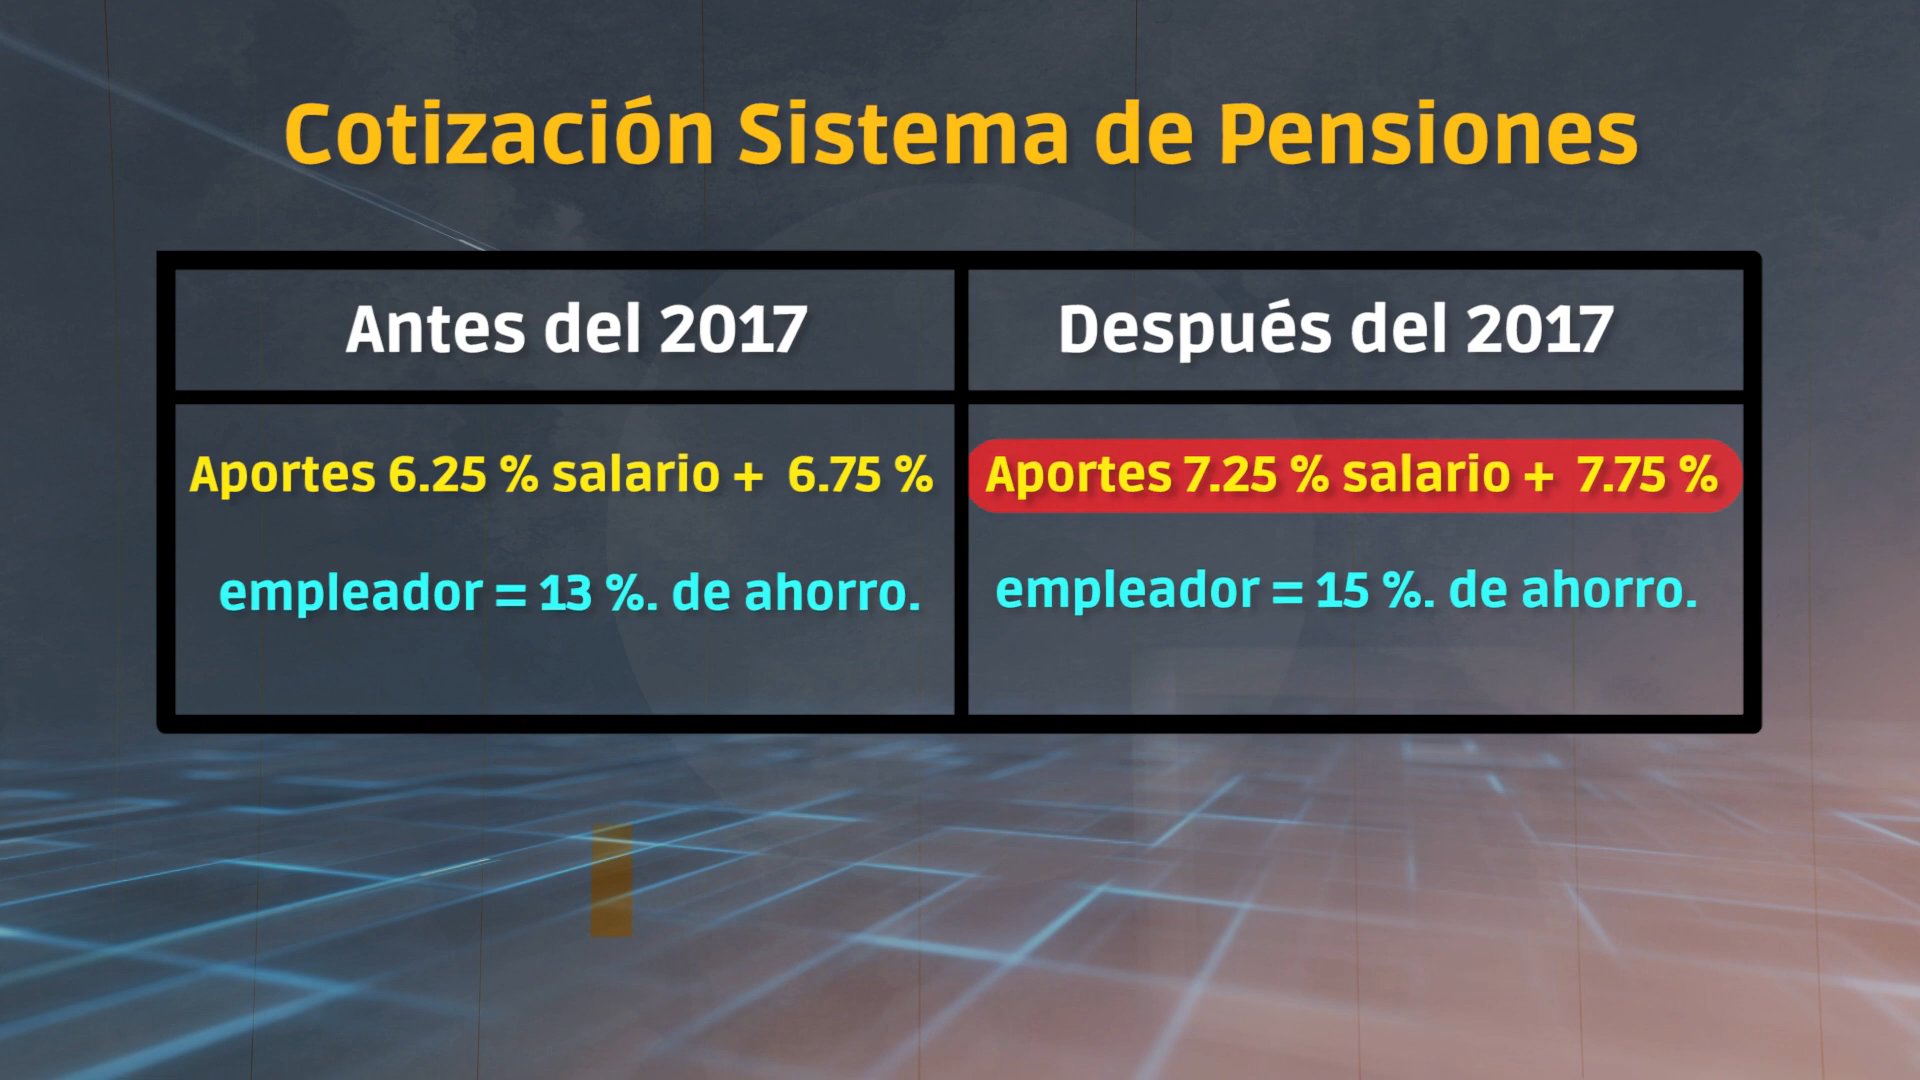 Cotización Sistema de Pensiones
Antes del 2017
Aportes 6.25 % salario + 6.75 %
empleador = 13 %. de ahorro.
Después del 2017
Aportes 7.25 % salario + 7.75 %
empleador = 15 %. de ahorro.